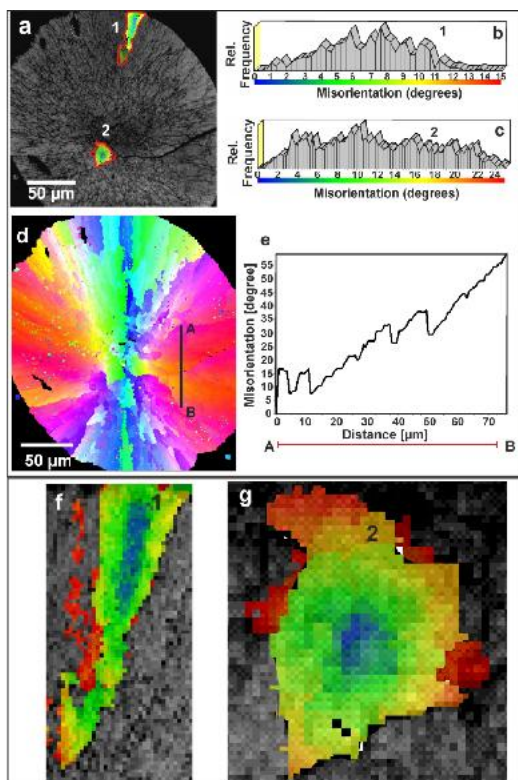 a
1
2
50 µm
b
1
Rel.
Frequency
0 1 2 3 4 5 6 7 8 9 10 11 12 13 14 15
Misorientation (degrees)
c
2
Rel.
Frequency
0 2 4 6 8 10 12 14 16 18 20 22 24
Misorientation (degrees)
d
A
B
50 µm
e
Misorientation [degree]
55
50
45
40
35
30
25
20
15
10
5
0
0 10 20 30 40 50 60 70
Distance [µm]
A
B
f
g
2